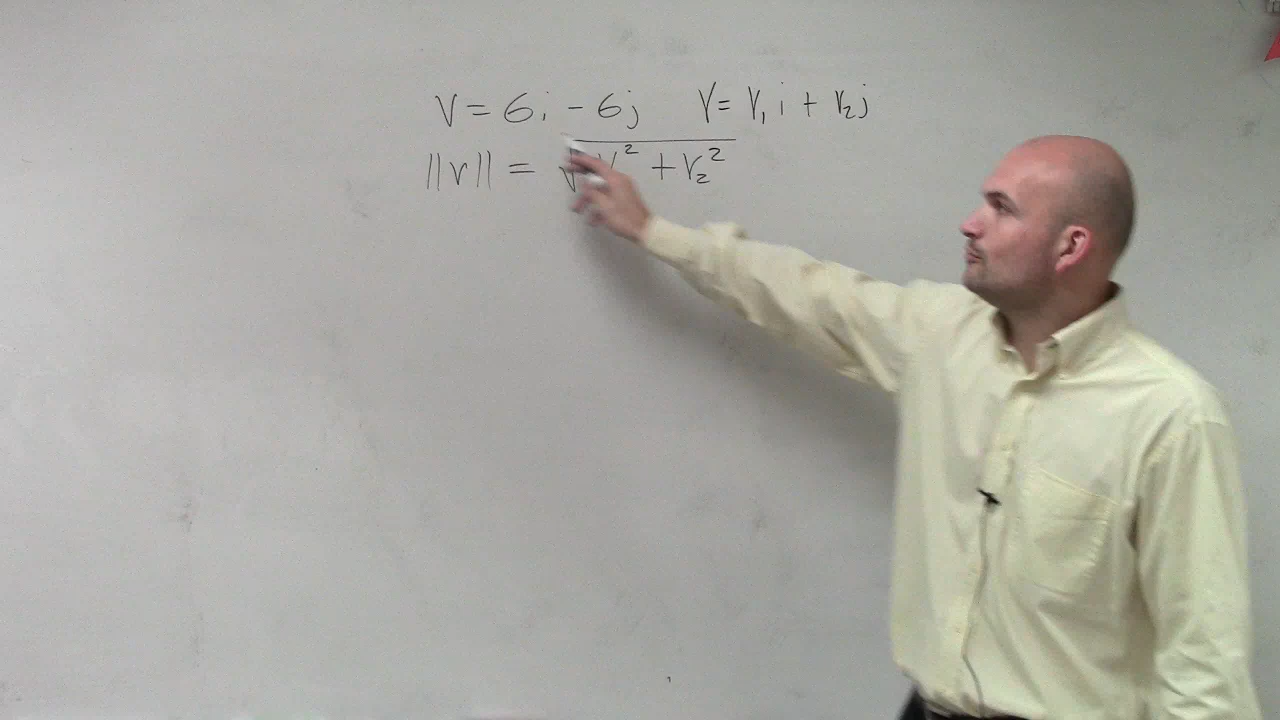 V = 6i - 6j V = V₁i + V₂j
||v|| = √V² + V₂²